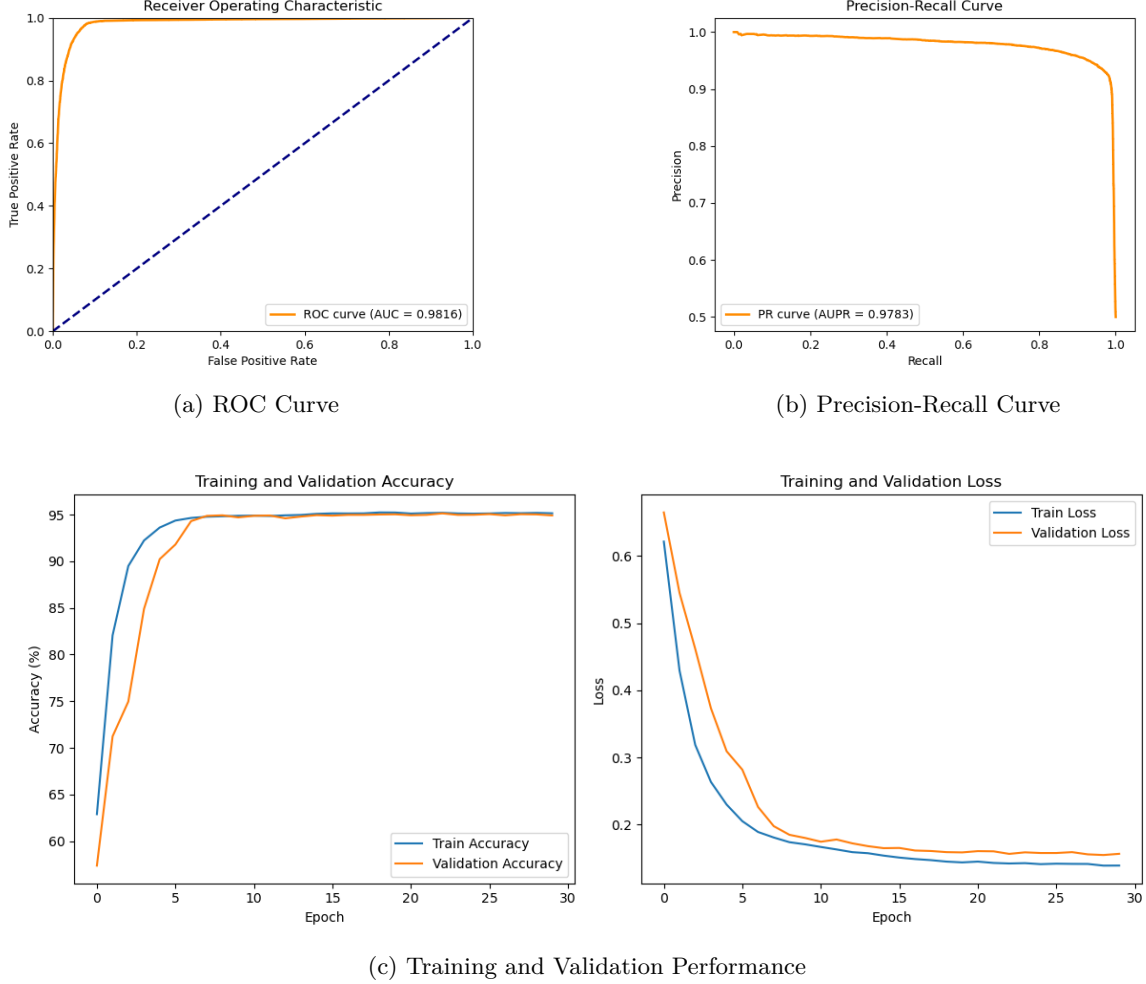 Receiver Operating Characteristic
1.0
0.8
0.6
0.4
0.2
0.0
True Positive Rate
ROC curve (AUC = 0.9816)
0.0 0.2 0.4 0.6 0.8 1.0
False Positive Rate
(a) ROC Curve
Precision-Recall Curve
1.0
0.9
0.8
0.7
0.6
0.5
Precision
PR curve (AUPR = 0.9783)
0.0 0.2 0.4 0.6 0.8 1.0
Recall
(b) Precision-Recall Curve
Training and Validation Accuracy
95
90
85
80
75
70
65
60
Accuracy (%)
Train Accuracy
Validation Accuracy
0 5 10 15 20 25 30
Epoch
Training and Validation Loss
Train Loss
Validation Loss
0.6
0.5
0.4
0.3
0.2
Loss
0 5 10 15 20 25 30
Epoch
(c) Training and Validation Performance